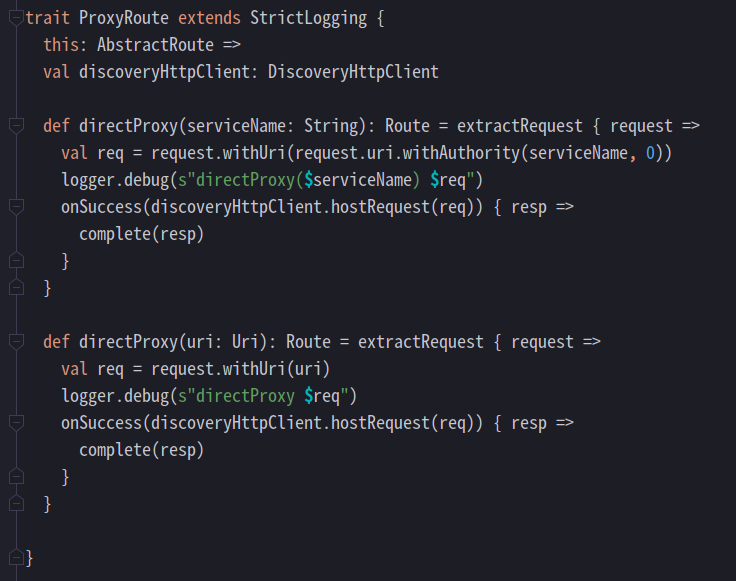 trait ProxyRoute extends StrictLogging {
  this: AbstractRoute =>
  val discoveryHttpClient: DiscoveryHttpClient

  def directProxy(serviceName: String): Route = extractRequest { request =>
    val req = request.withUri(request.uri.withAuthority(serviceName, 0))
    logger.debug(s"directProxy($serviceName) $req")
    onSuccess(discoveryHttpClient.hostRequest(req)) { resp =>
      complete(resp)
    }
  }

  def directProxy(uri: Uri): Route = extractRequest { request =>
    val req = request.withUri(uri)
    logger.debug(s"directProxy $req")
    onSuccess(discoveryHttpClient.hostRequest(req)) { resp =>
      complete(resp)
    }
  }

}